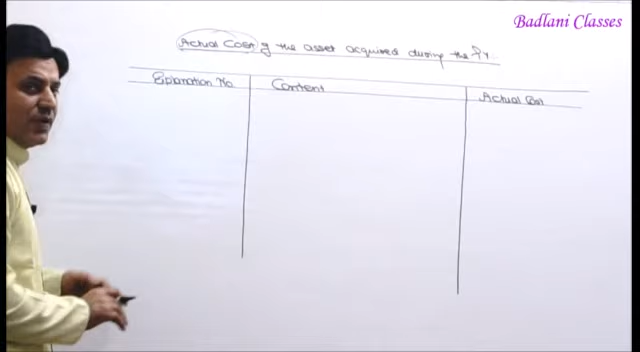 Badlani Classes
Actual Cost of the asset acquired during the P.Y.
Explanation No
Content
Actual Cost